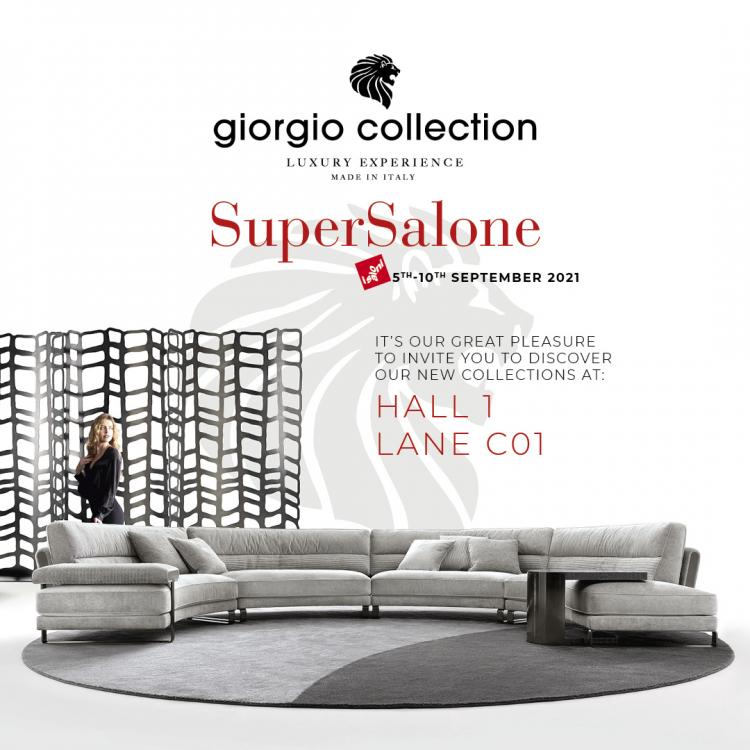 giorgio collection
LUXURY EXPERIENCE
MADE IN ITALY
SuperSalone
i saloni
5TH-10TH SEPTEMBER 2021
IT'S OUR GREAT PLEASURE
TO INVITE YOU TO DISCOVER
OUR NEW COLLECTIONS AT:
HALL 1
LANE C01